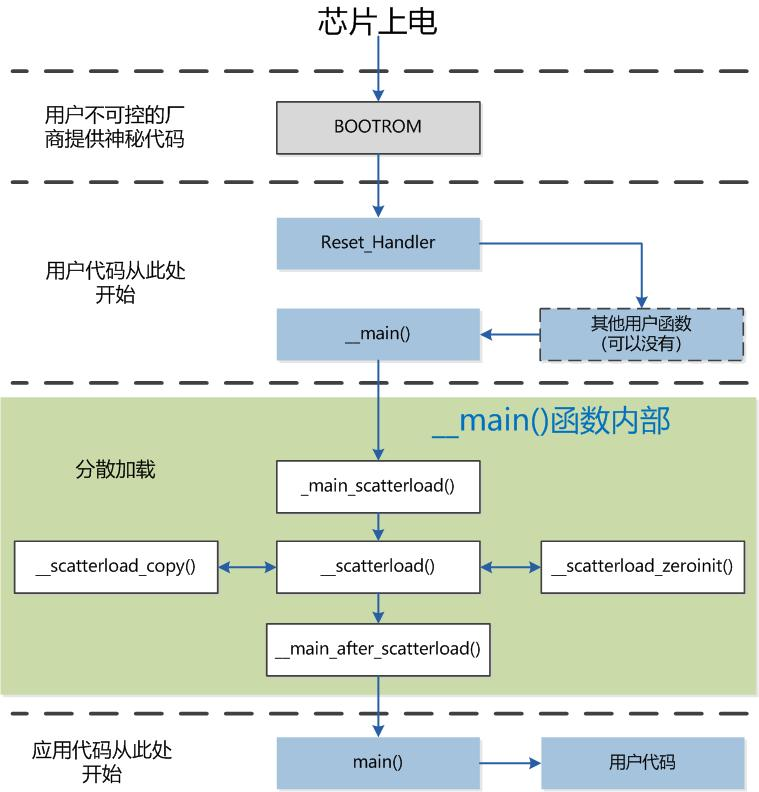 芯片上电
用户不可控的厂
商提供神秘代码
BOOTROM
Reset_Handler
用户代码从此处
开始
其他用户函数
（可以没有）
__main()
__main()函数内部
分散加载
_main_scatterload()
__scatterload_copy()
__scatterload()
__scatterload_zeroinit()
__main_after_scatterload()
应用代码从此处
开始
main()
用户代码